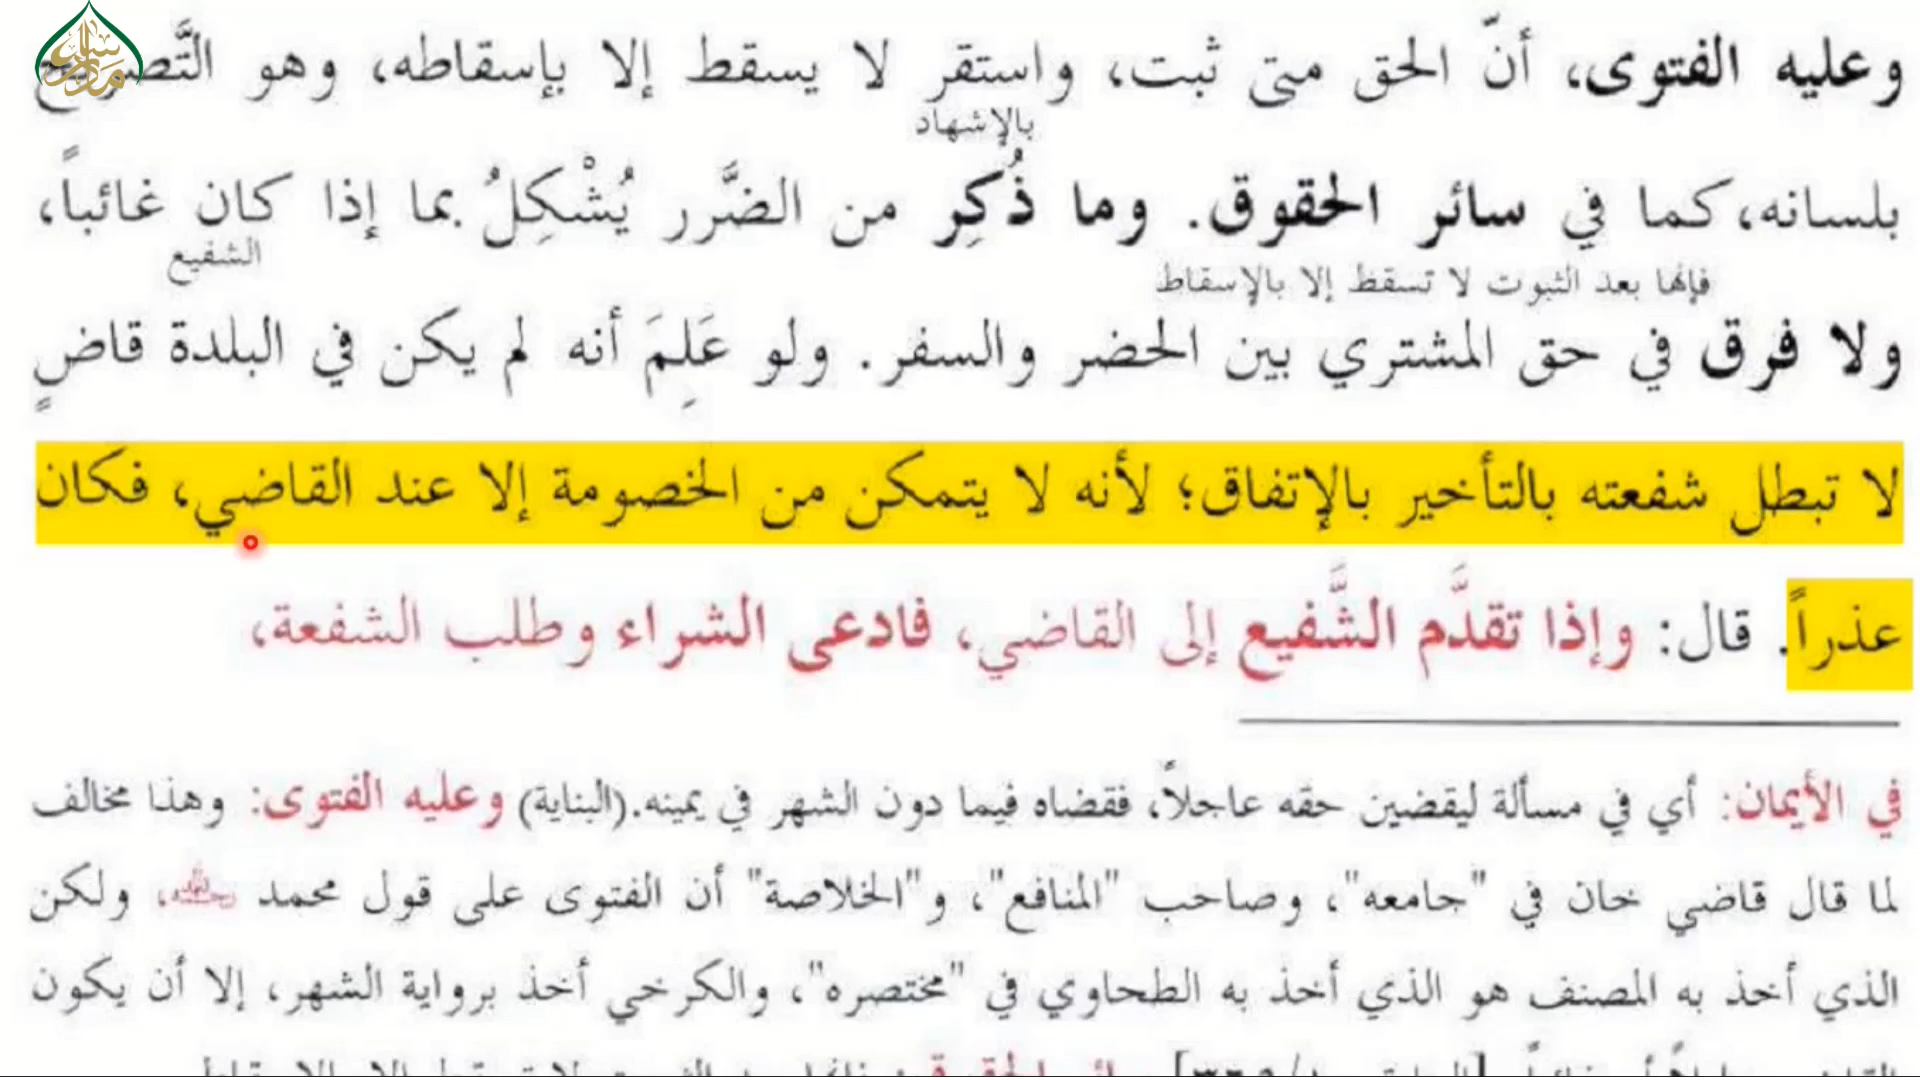 وعليه الفتوى، أنّ الحق متى ثبت، واستقر لا يسقط إلا بإسقاطه، وهو التَّصريح
بالإشهاد
بلسانه، كما في سائر الحقوق. وما ذُكِر من الضَّرر يُشْكِلُ بما إذا كان غائباً،
فإنها بعد الثبوت لا تسقط إلا بالإسقاط الشفيع
ولا فرق في حق المشتري بين الحضر والسفر. ولو عَلِمَ أنه لم يكن في البلدة قاضٍ
لا تبطل شفعته بالتأخير بالإتفاق؛ لأنه لا يتمكن من الخصومة إلا عند القاضي، فكان
عذراً. قال: وإذا تقدَّم الشَّفيع إلى القاضي، فادعى الشراء وطلب الشفعة،
في الأيمان: أي في مسألة ليقضين حقه عاجلاً، فقضاه فيما دون الشهر في يمينه.(البناية) وعليه الفتوى: وهذا مخالف
لما قال قاضي خان في "جامعه"، وصاحب "المنافع"، و"الخلاصة" أن الفتوى على قول محمد رحمه الله، ولكن
الذي أخذ به المصنف هو الذي أخذ به الطحاوي في "مختصره"، والكرخي أخذ برواية الشهر، إلا أن يكون